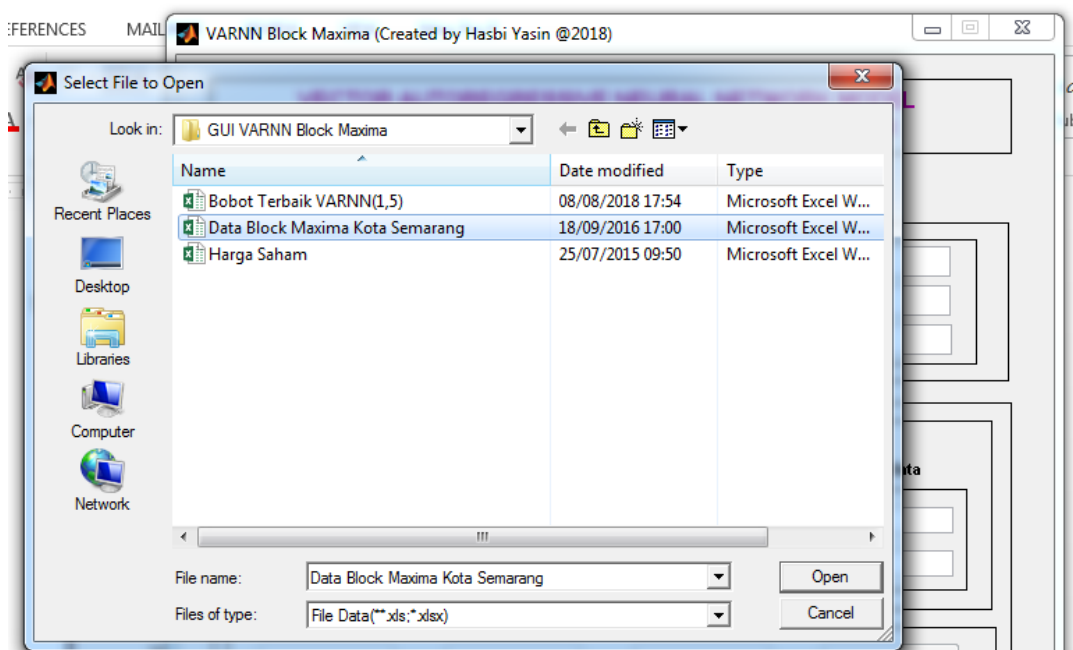 EFERENCES MAIL
VARNN Block Maxima (Created by Hasbi Yasin @2018)
Select File to Open
Look in: GUI VARNN Block Maxima
Name Date modified Type
Bobot Terbaik VARNN(1,5) 08/08/2018 17:54 Microsoft Excel W...
Data Block Maxima Kota Semarang 18/09/2016 17:00 Microsoft Excel W...
Harga Saham 25/07/2015 09:50 Microsoft Excel W...
Recent Places
Desktop
Libraries
Computer
Network
ata
File name: Data Block Maxima Kota Semarang Open
Files of type: File Data(**.xls;*.xlsx) Cancel